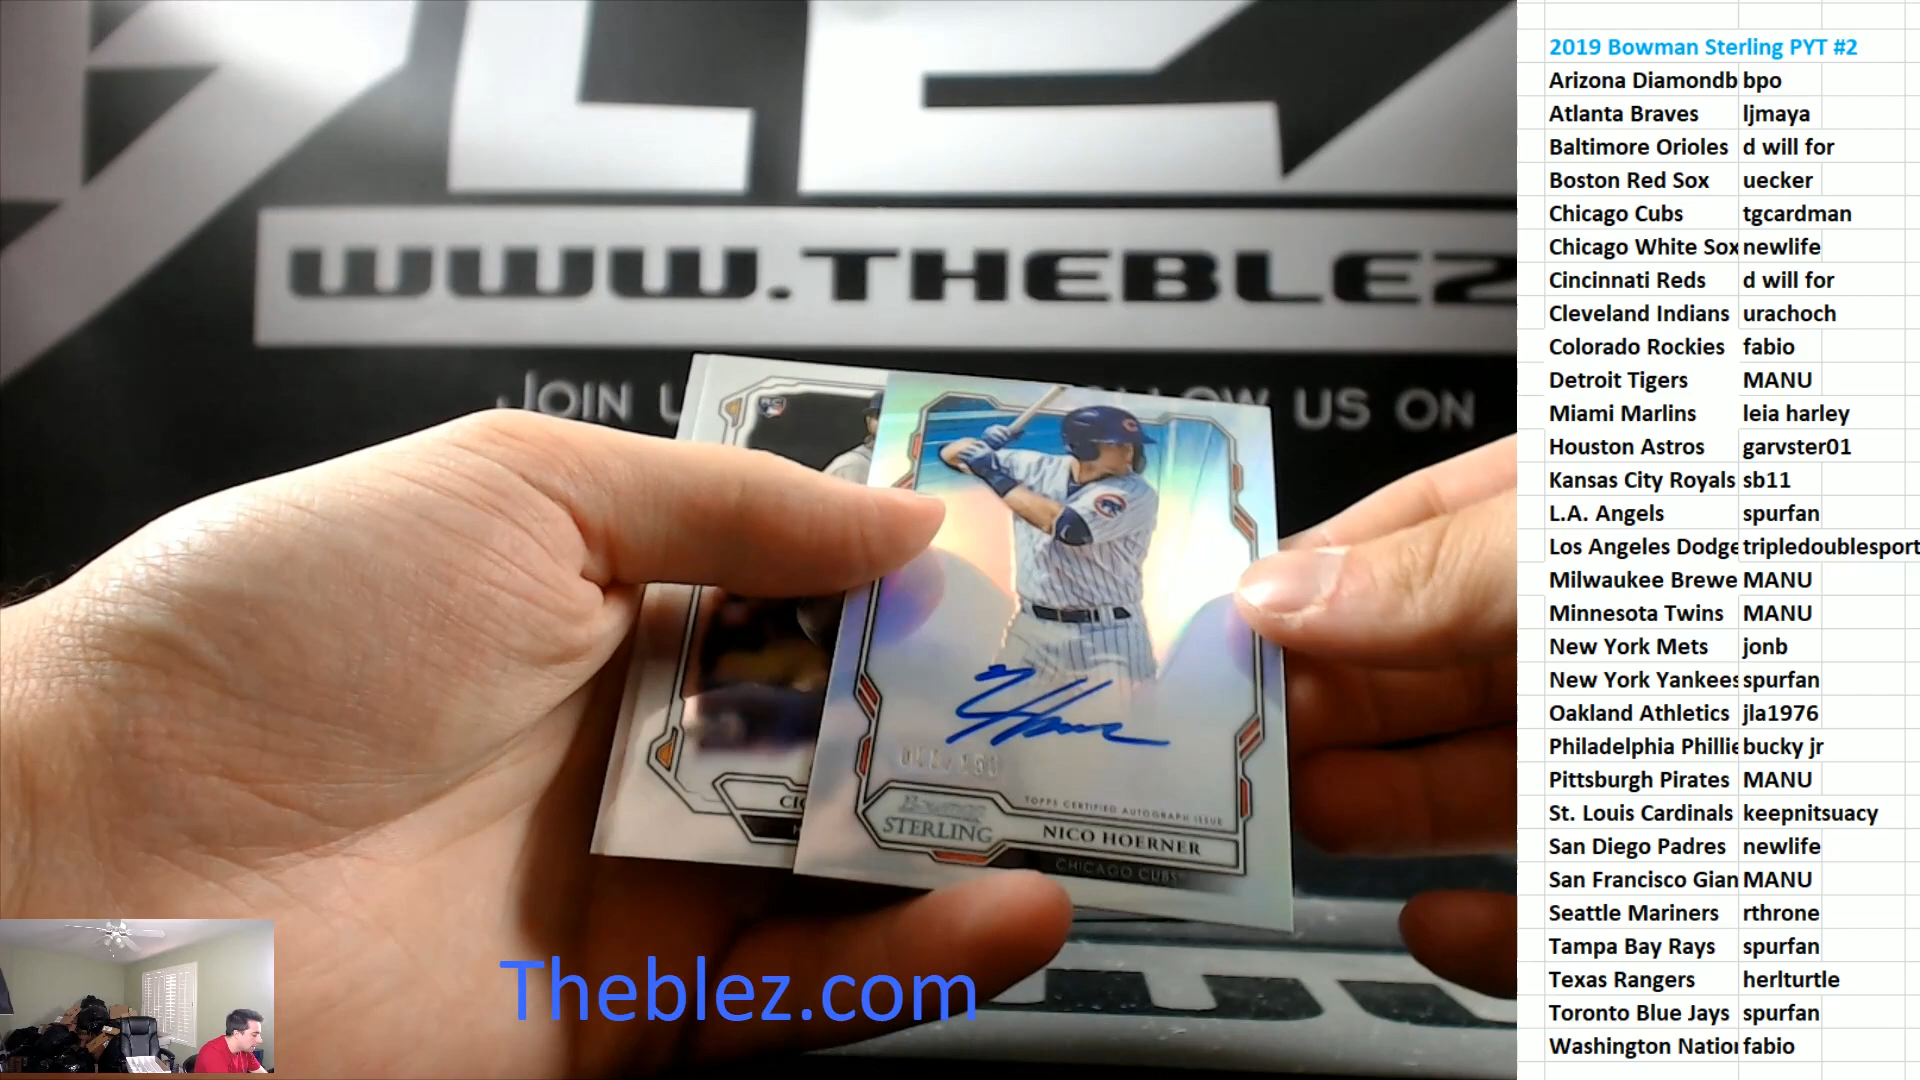 WWW.THEBLEZ
JOIN U
OW US ON
RC
STERLING
TOPPS CERTIFIED AUTOGRAPH ISSUE
NICO HOERNER
CHICAGO CUBS
Theblez.com
2019 Bowman Sterling PYT #2
Arizona Diamondb bpo
Atlanta Braves ljmaya
Baltimore Orioles d will for
Boston Red Sox uecker
Chicago Cubs tgcardman
Chicago White Sox newlife
Cincinnati Reds d will for
Cleveland Indians urachoch
Colorado Rockies fabio
Detroit Tigers MANU
Miami Marlins leia harley
Houston Astros garvster01
Kansas City Royals sb11
L.A. Angels spurfan
Los Angeles Dodge tripledoublesport
Milwaukee Brewe MANU
Minnesota Twins MANU
New York Mets jonb
New York Yankees spurfan
Oakland Athletics jla1976
Philadelphia Phillie bucky jr
Pittsburgh Pirates MANU
St. Louis Cardinals keepnitsuacy
San Diego Padres newlife
San Francisco Gian MANU
Seattle Mariners rthrone
Tampa Bay Rays spurfan
Texas Rangers herlturtle
Toronto Blue Jays spurfan
Washington Nation fabio